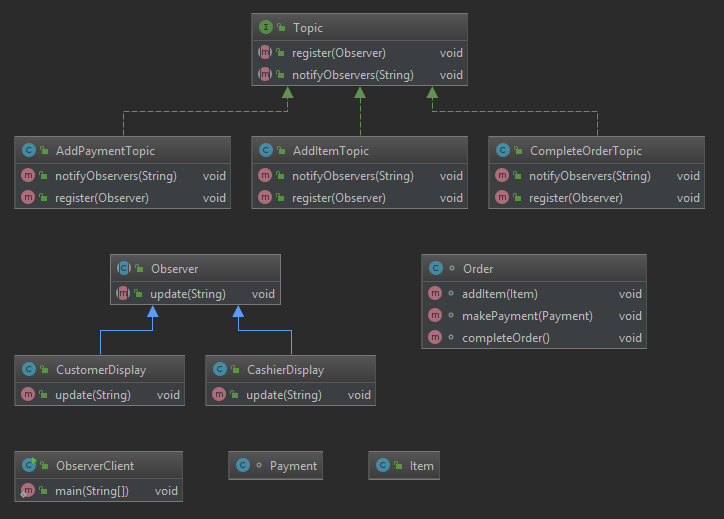 Topic
register(Observer) void
notifyObservers(String) void
AddPaymentTopic
notifyObservers(String) void
register(Observer) void
AddItemTopic
notifyObservers(String) void
register(Observer) void
CompleteOrderTopic
notifyObservers(String) void
register(Observer) void
Observer
update(String) void
Order
addItem(Item) void
makePayment(Payment) void
completeOrder() void
CustomerDisplay
update(String) void
CashierDisplay
update(String) void
ObserverClient
main(String[]) void
Payment
Item